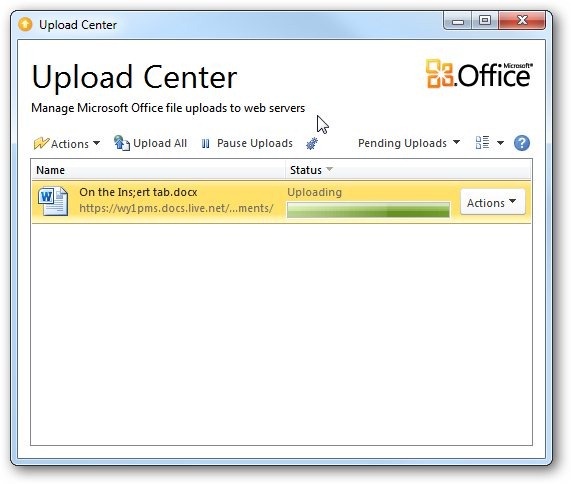 Upload Center
Upload Center
Microsoft®
Office
Manage Microsoft Office file uploads to web servers
Actions Upload All Pause Uploads Pending Uploads ?
Name Status
W On the Ins;ert tab.docx Uploading
https://wy1pms.docs.live.net/...ments/ Actions